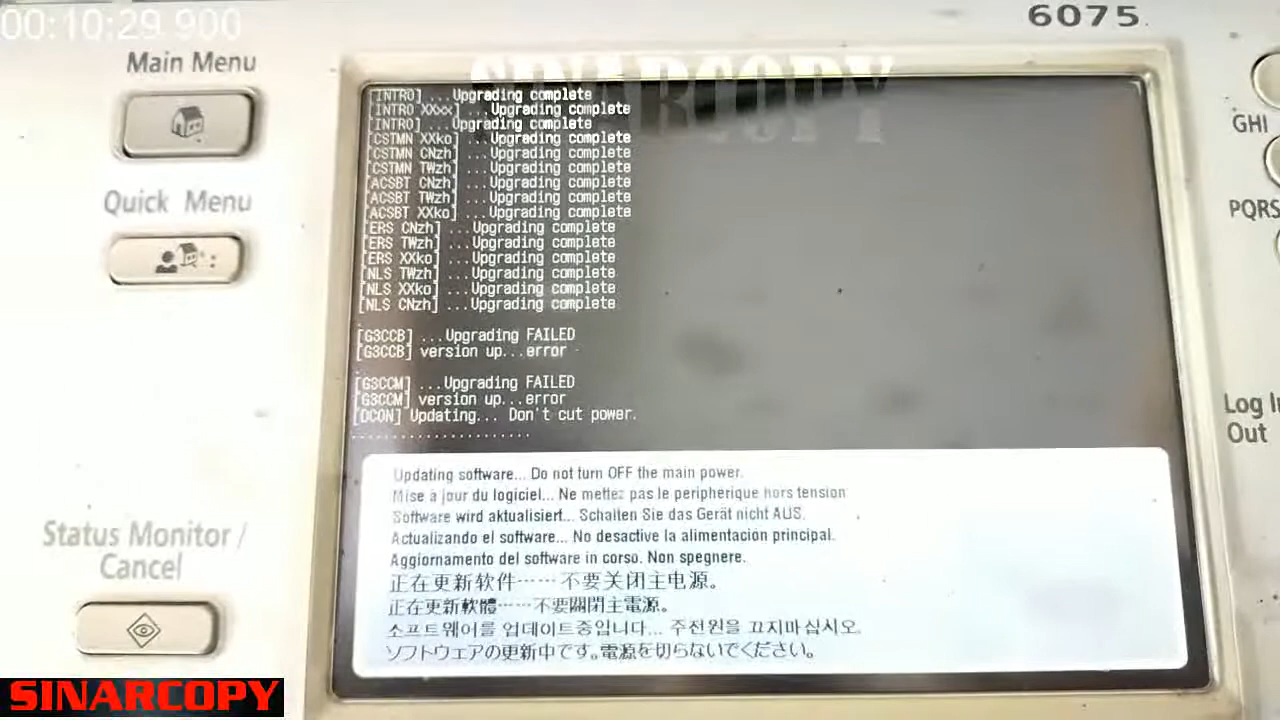 00:10:29.900
6075
SINARCOPY
Main Menu
Quick Menu
Status Monitor /
Cancel
[INTRO] ...Upgrading complete
[INTRO XXxx] ...Upgrading complete
[INTRO] ...Upgrading complete
[CSTMN XXko] ...Upgrading complete
[CSTMN CNzh] ...Upgrading complete
[CSTMN TWzh] ...Upgrading complete
[ACSBT CNzh] ...Upgrading complete
[ACSBT TWzh] ...Upgrading complete
[ACSBT XXko] ...Upgrading complete
[ERS CNzh] ...Upgrading complete
[ERS TWzh] ...Upgrading complete
[ERS XXko] ...Upgrading complete
[NLS TWzh] ...Upgrading complete
[NLS XXko] ...Upgrading complete
[NLS CNzh] ...Upgrading complete
[G3CCB] ...Upgrading FAILED
[G3CCB] version up...error
[G3CCM] ...Upgrading FAILED
[G3CCM] version up...error
[DCON] Updating... Don't cut power.
......................
Updating software... Do not turn OFF the main power.
Mise a jour du logiciel... Ne mettez pas le peripherique hors tension
Software wird aktualisiert... Schalten Sie das Gerät nicht AUS.
Actualizando el software... No desactive la alimentacion principal.
Aggiornamento del software in corso. Non spegnere.
正在更新软件……不要关闭主电源。
正在更新軟體……不要關閉主電源。
소프트웨어를 업데이트중입니다... 주전원을 끄지마십시오.
ソフトウェアの更新中です。電源を切らないでください。
GHI
PQRS
Log In
Out
SINARCOPY